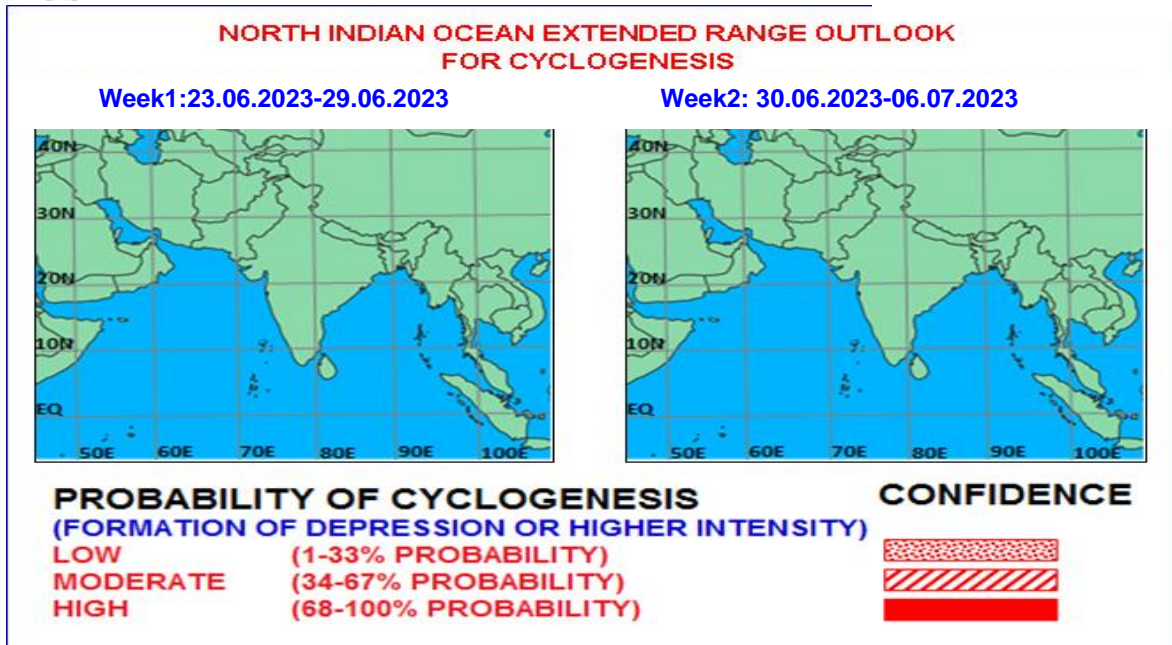 NORTH INDIAN OCEAN EXTENDED RANGE OUTLOOK
FOR CYCLOGENESIS
Week1:23.06.2023-29.06.2023
Week2: 30.06.2023-06.07.2023
40N
30N
20N
10N
EQ
50E 60E 70E 80E 90E 100E
40N
30N
20N
10N
EQ
50E 60E 70E 80E 90E 100E
PROBABILITY OF CYCLOGENESIS
CONFIDENCE
(FORMATION OF DEPRESSION OR HIGHER INTENSITY)
LOW (1-33% PROBABILITY)
MODERATE (34-67% PROBABILITY)
HIGH (68-100% PROBABILITY)